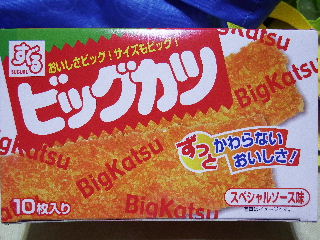 すぐる
SUGURU
おいしさビッグ！サイズもビッグ！
ビッグカツ
BigKatsu
BigKatsu
BigKatsu
BigKatsu
ずっと
かわらない
おいしさ！
スペシャルソース味
10枚入り